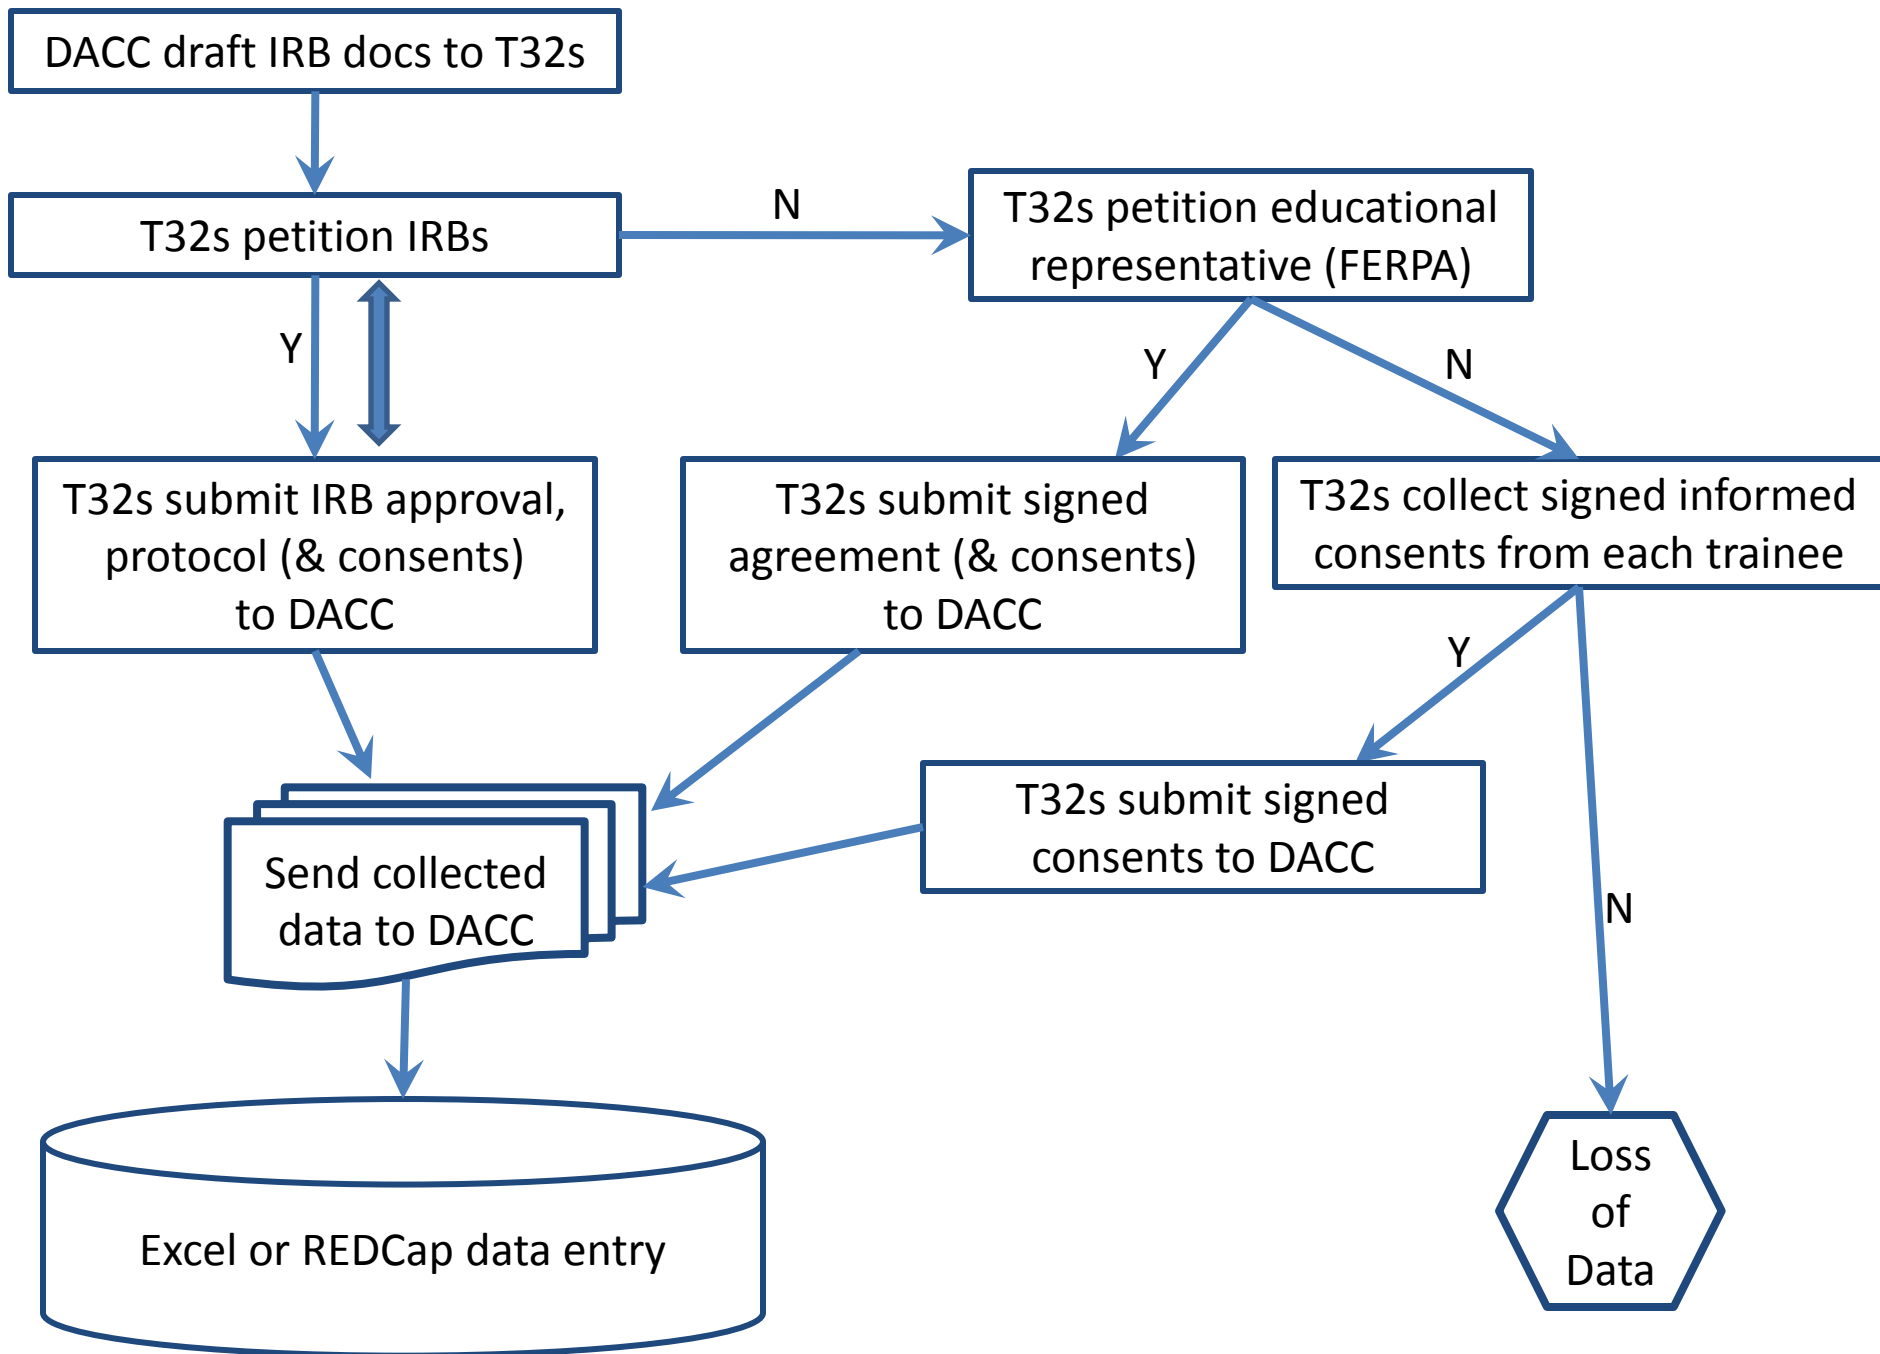 DACC draft IRB docs to T32s
T32s petition IRBs
N
T32s petition educational
representative (FERPA)
Y
Y
N
T32s submit IRB approval,
protocol (& consents)
to DACC
T32s submit signed
agreement (& consents)
to DACC
T32s collect signed informed
consents from each trainee
Y
T32s submit signed
consents to DACC
Send collected
data to DACC
N
Excel or REDCap data entry
Loss
of
Data